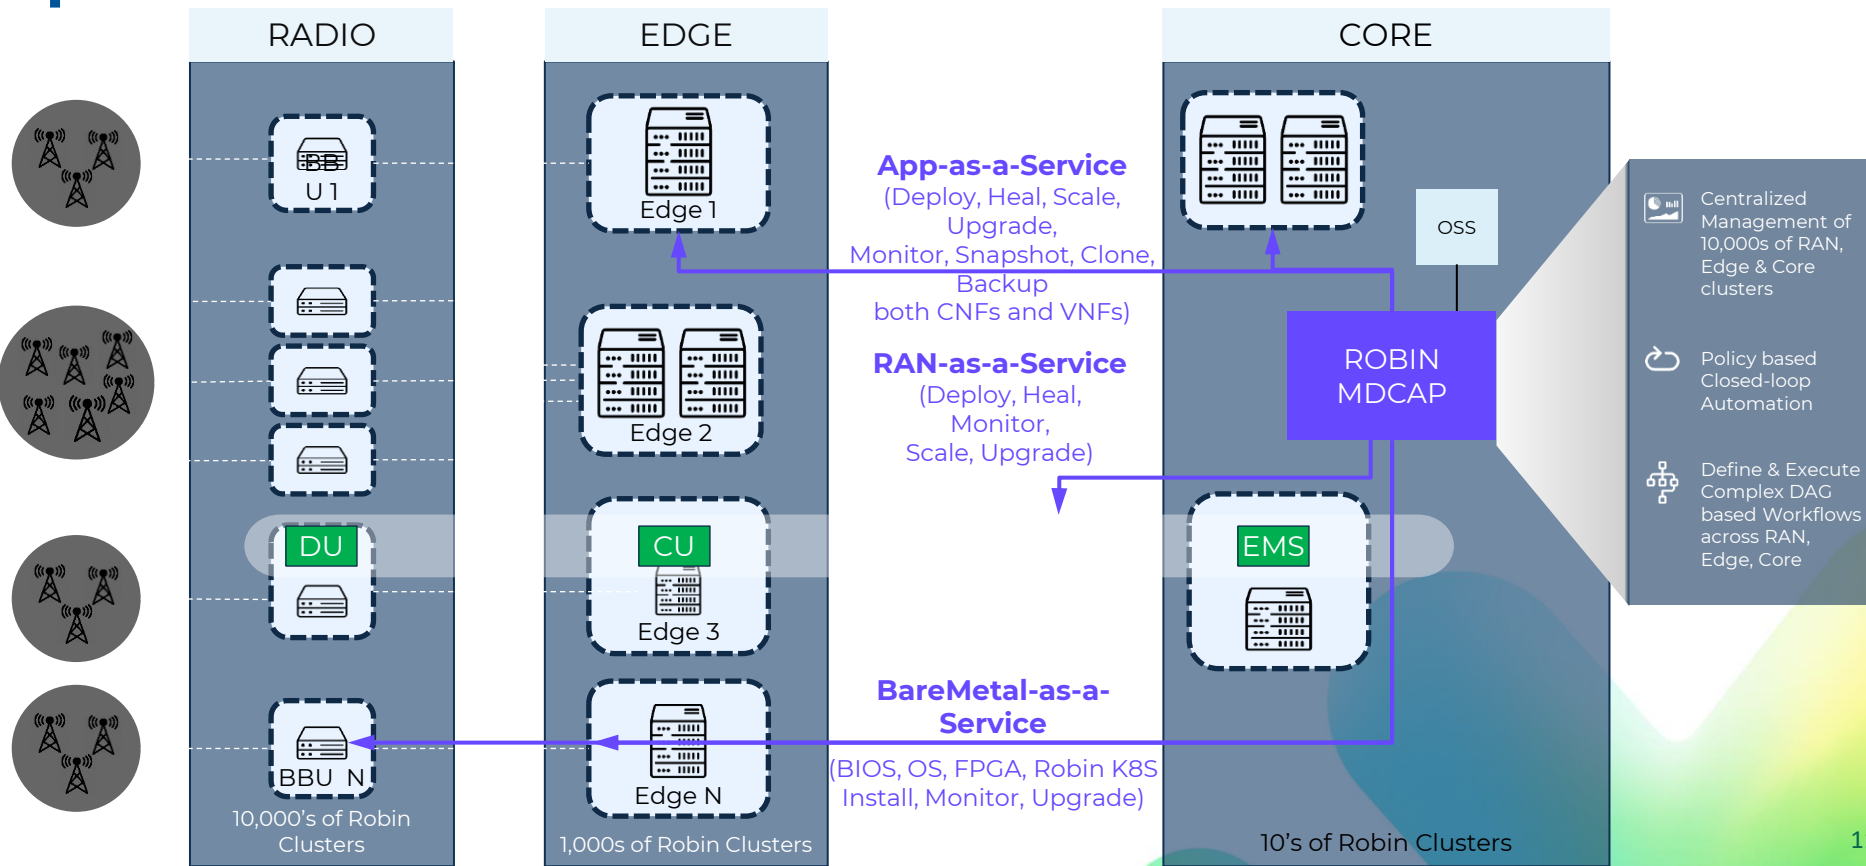 RADIO
EDGE
CORE
BB
U 1
DU
BBU N
10,000's of Robin
Clusters
Edge 1
Edge 2
CU
Edge 3
Edge N
1,000s of Robin Clusters
App-as-a-Service
(Deploy, Heal, Scale,
Upgrade,
Monitor, Snapshot, Clone,
Backup
both CNFs and VNFs)
RAN-as-a-Service
(Deploy, Heal,
Monitor,
Scale, Upgrade)
BareMetal-as-a-
Service
(BIOS, OS, FPGA, Robin K8S
Install, Monitor, Upgrade)
OSS
ROBIN
MDCAP
EMS
10's of Robin Clusters
Centralized
Management of
10,000s of RAN,
Edge & Core
clusters
Policy based
Closed-loop
Automation
Define & Execute
Complex DAG
based Workflows
across RAN,
Edge, Core
1